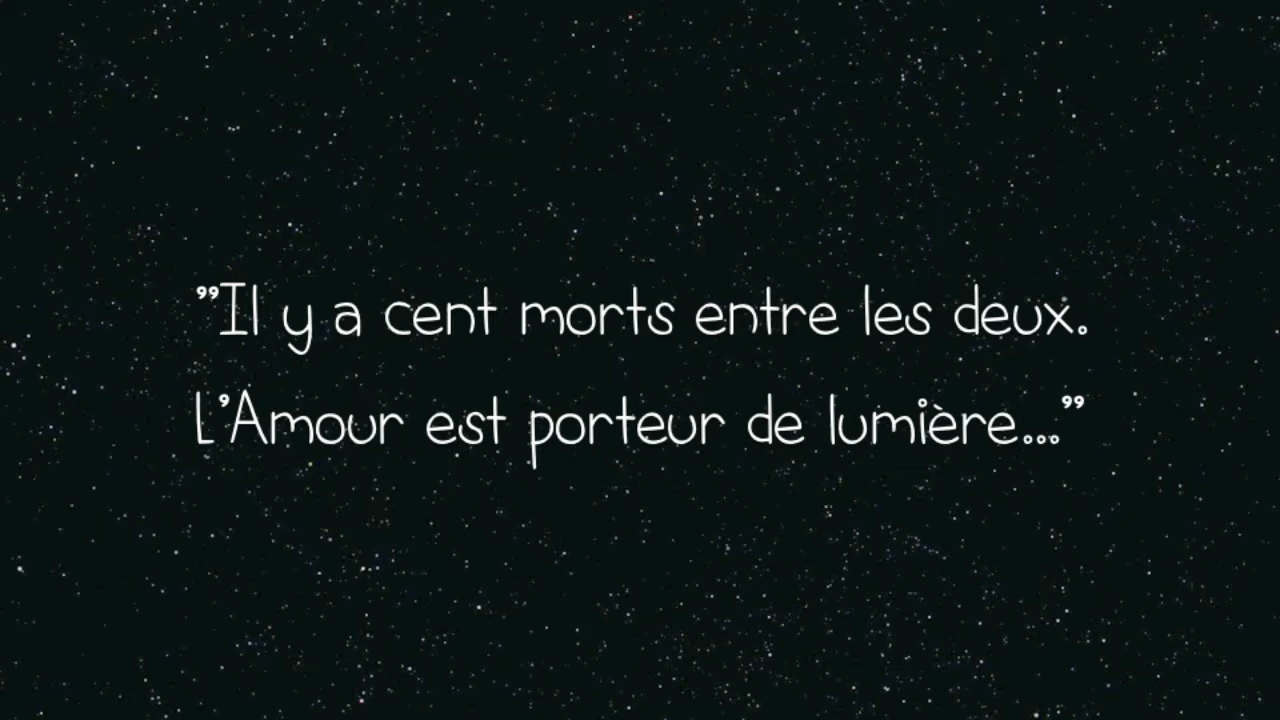 ”Il y a cent morts entre les deux.
L’Amour est porteur de lumière...”